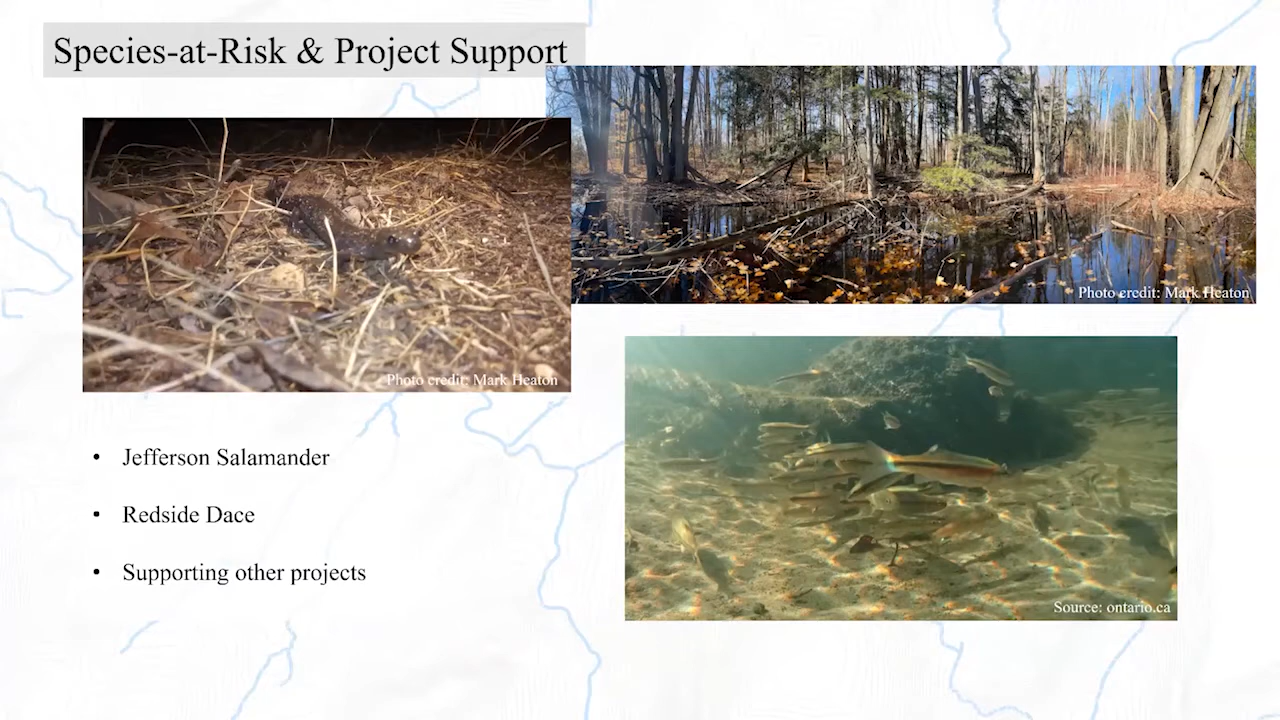 Species-at-Risk & Project Support
Photo credit: Mark Heaton
Photo credit: Mark Heaton
• Jefferson Salamander
• Redside Dace
• Supporting other projects
Source: ontario.ca